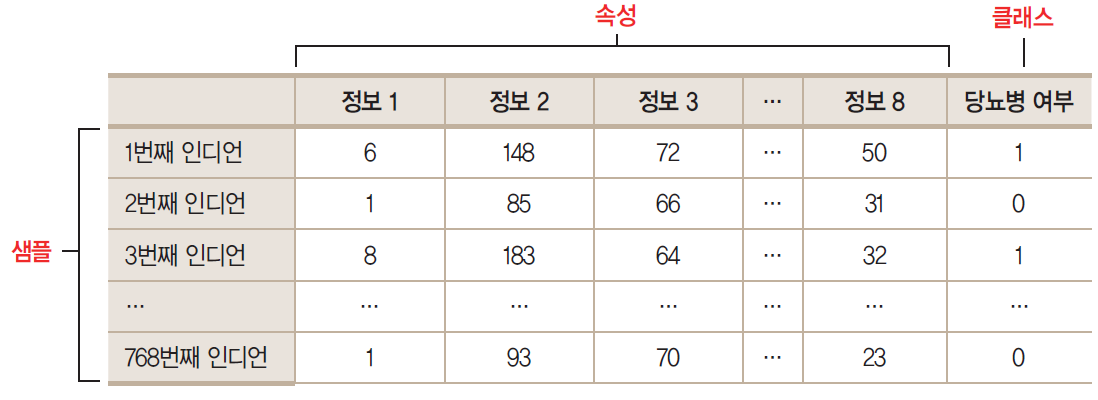 속성 클래스
정보 1 정보 2 정보 3 ... 정보 8 당뇨병 여부
샘플
1번째 인디언 6 148 72 ... 50 1
2번째 인디언 1 85 66 ... 31 0
3번째 인디언 8 183 64 ... 32 1
... ... ... ... ... ... ...
768번째 인디언 1 93 70 ... 23 0